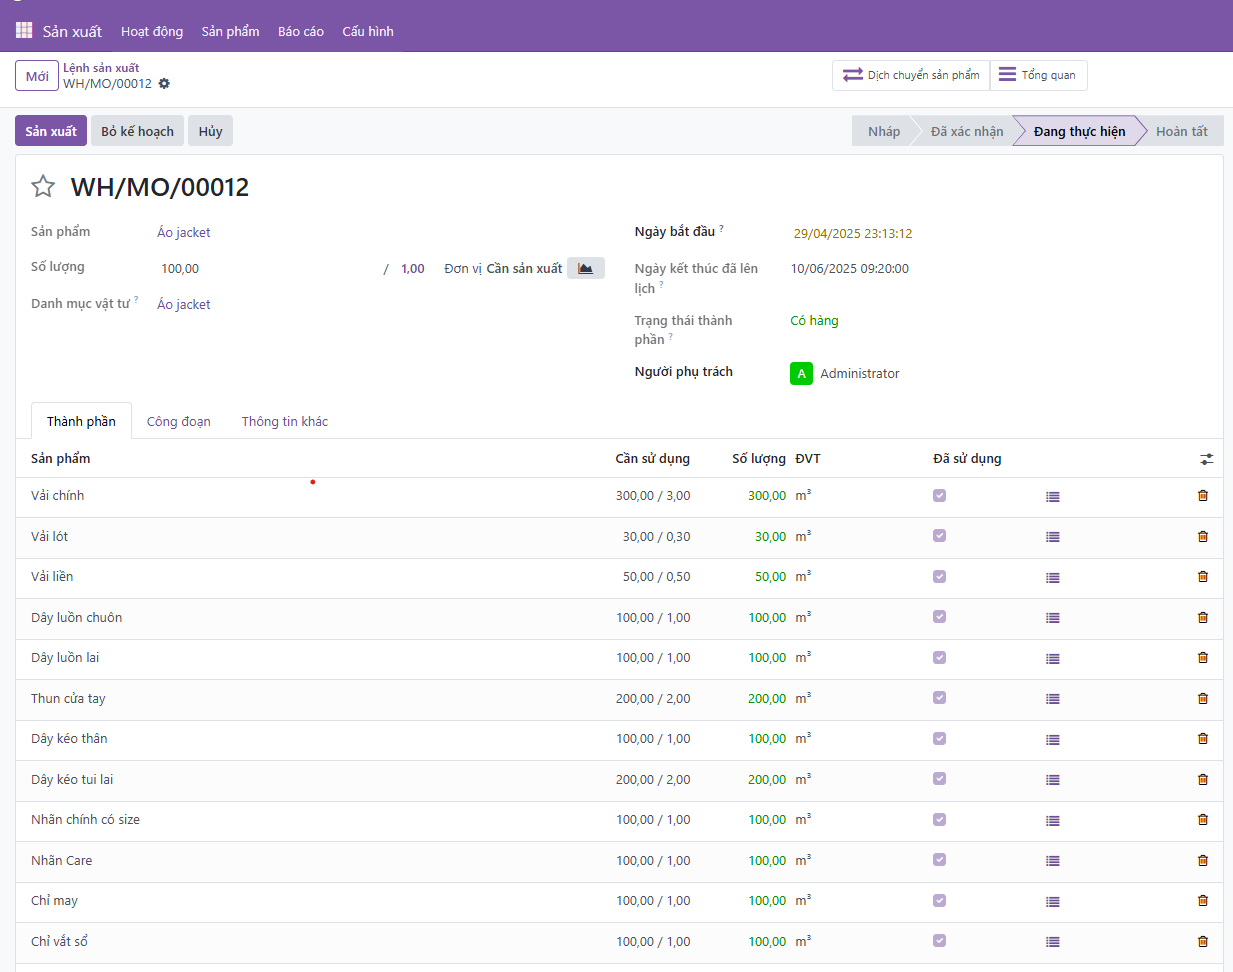 Sản xuất Hoạt động Sản phẩm Báo cáo Cấu hình
Mới Lệnh sản xuất
WH/MO/00012
Dịch chuyển sản phẩm Tổng quan
Sản xuất Bỏ kế hoạch Hủy
Nháp Đã xác nhận Đang thực hiện Hoàn tất
WH/MO/00012
Sản phẩm Áo jacket
Số lượng 100,00 / 1,00 Đơn vị Cần sản xuất
Danh mục vật tư ? Áo jacket
Ngày bắt đầu ? 29/04/2025 23:13:12
Ngày kết thúc đã lên lịch ? 10/06/2025 09:20:00
Trạng thái thành phần ? Có hàng
Người phụ trách A Administrator
Thành phần Công đoạn Thông tin khác
Sản phẩm Cần sử dụng Số lượng ĐVT Đã sử dụng
Vải chính 300,00 / 3,00 300,00 m³
Vải lót 30,00 / 0,30 30,00 m³
Vải liền 50,00 / 0,50 50,00 m³
Dây luồn chuôn 100,00 / 1,00 100,00 m³
Dây luồn lai 100,00 / 1,00 100,00 m³
Thun cửa tay 200,00 / 2,00 200,00 m³
Dây kéo thân 100,00 / 1,00 100,00 m³
Dây kéo tui lai 200,00 / 2,00 200,00 m³
Nhãn chính có size 100,00 / 1,00 100,00 m³
Nhãn Care 100,00 / 1,00 100,00 m³
Chỉ may 100,00 / 1,00 100,00 m³
Chỉ vắt sổ 100,00 / 1,00 100,00 m³